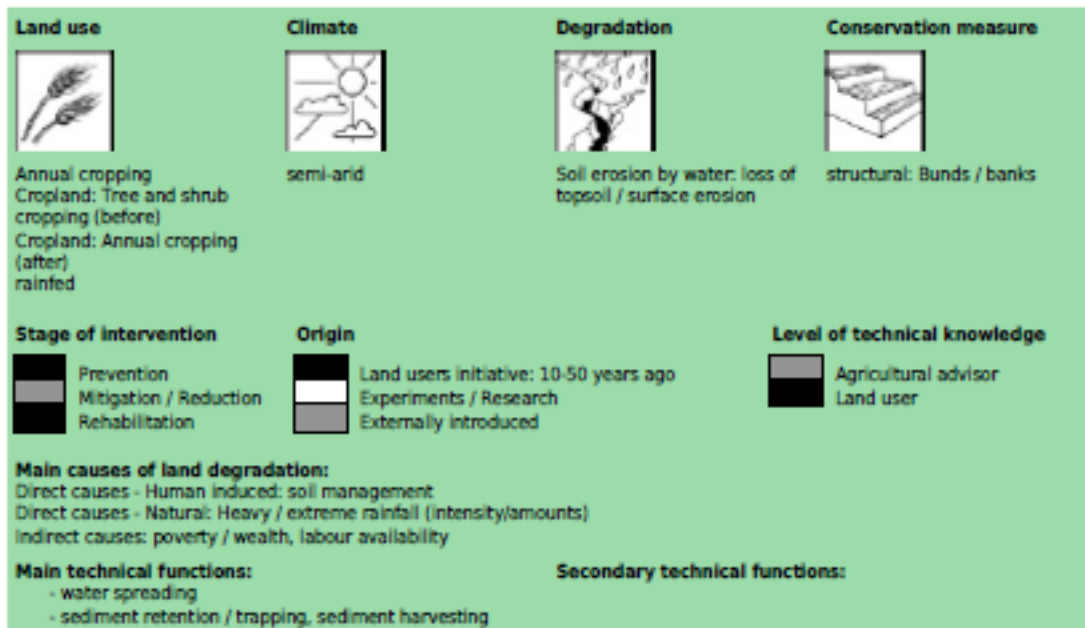 Land use
Climate
Degradation
Conservation measure
Annual cropping
Cropland: Tree and shrub
cropping (before)
Cropland: Annual cropping
(after)
rainfed
semi-arid
Soil erosion by water: loss of
topsoil / surface erosion
structural: Bunds / banks
Stage of intervention
Prevention
Mitigation / Reduction
Rehabilitation
Origin
Land users initiative: 10-50 years ago
Experiments / Research
Externally introduced
Level of technical knowledge
Agricultural advisor
Land user
Main causes of land degradation:
Direct causes - Human induced: soil management
Direct causes - Natural: Heavy / extreme rainfall (intensity/amounts)
Indirect causes: poverty / wealth, labour availability
Main technical functions:
- water spreading
- sediment retention / trapping, sediment harvesting
Secondary technical functions: